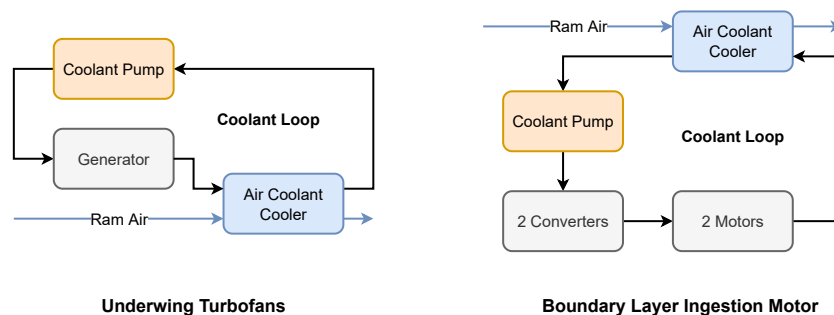 Coolant Pump
Coolant Loop
Generator
Air Coolant
Cooler
Ram Air
Underwing Turbofans
Ram Air
Air Coolant
Cooler
Coolant Pump
Coolant Loop
2 Converters
2 Motors
Boundary Layer Ingestion Motor